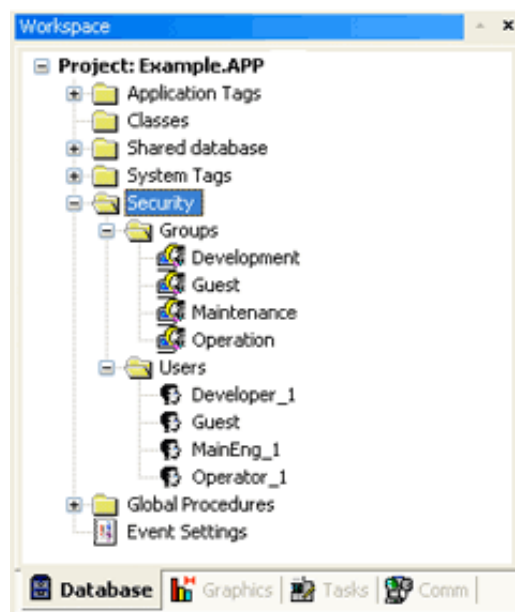 Workspace
Project: Example.APP
Application Tags
Classes
Shared database
System Tags
Security
Groups
Development
Guest
Maintenance
Operation
Users
Developer_1
Guest
MainEng_1
Operator_1
Global Procedures
Event Settings
Database Graphics Tasks Comm